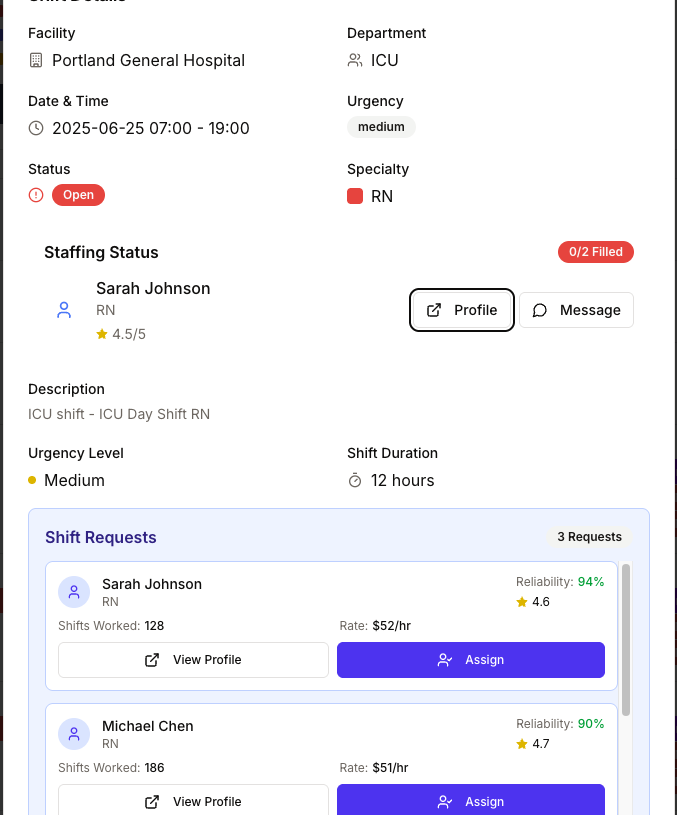 Shift Details
Facility
Department
Portland General Hospital
ICU
Date & Time
Urgency
2025-06-25 07:00 - 19:00
medium
Status
Specialty
Open
RN
Staffing Status
0/2 Filled
Sarah Johnson
RN
4.5/5
Profile
Message
Description
ICU shift - ICU Day Shift RN
Urgency Level
Shift Duration
Medium
12 hours
Shift Requests
3 Requests
Sarah Johnson
RN
Reliability: 94%
4.6
Shifts Worked: 128
Rate: $52/hr
View Profile
Assign
Michael Chen
RN
Reliability: 90%
4.7
Shifts Worked: 186
Rate: $51/hr
View Profile
Assign